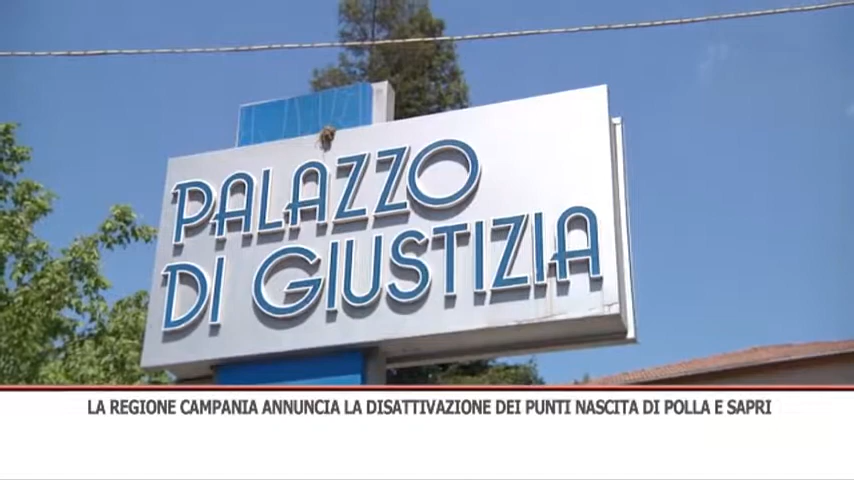 PALAZZO
DI GIUSTIZIA
LA REGIONE CAMPANIA ANNUNCIA LA DISATTIVAZIONE DEI PUNTI NASCITA DI POLLA E SAPRI